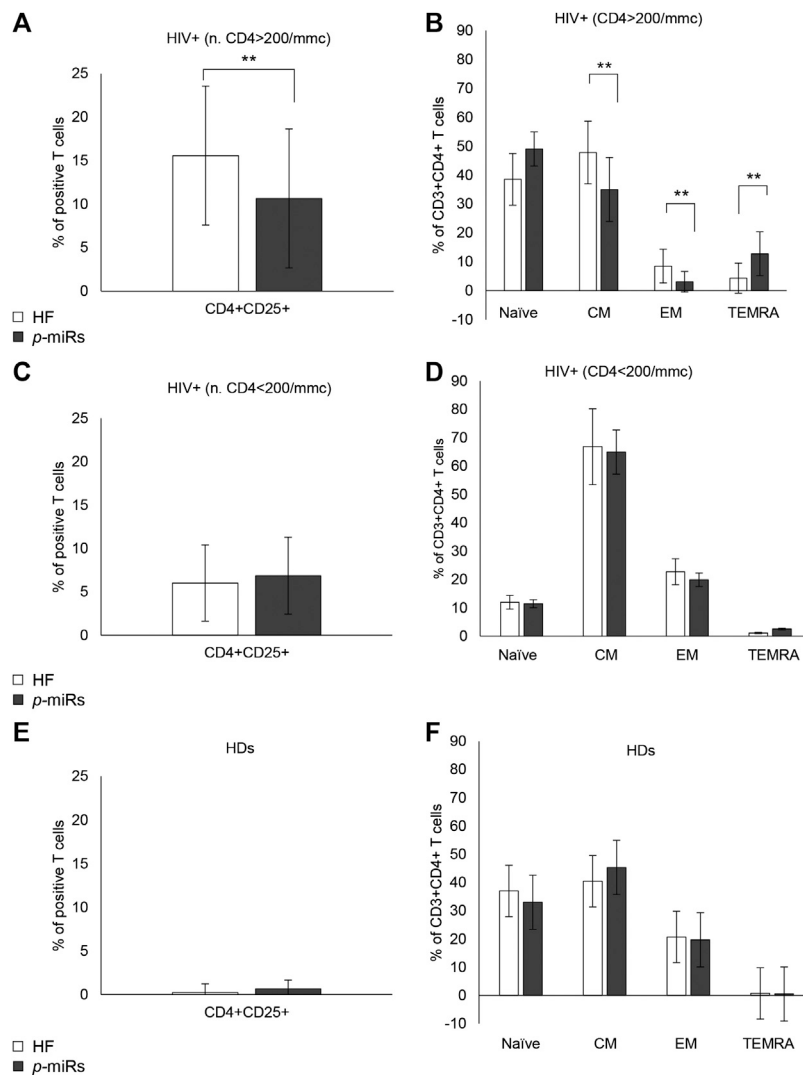 A
HIV+ (n. CD4>200/mmc)
**
25
20
15
10
5
0
% of positive T cells
CD4+CD25+
HF
p-miRs
B
HIV+ (CD4>200/mmc)
**
**
**
90
80
70
60
50
40
30
20
10
0
-10
% of CD3+CD4+ T cells
Naïve CM EM TEMRA
C
HIV+ (n. CD4<200/mmc)
25
20
15
10
5
0
% of positive T cells
CD4+CD25+
HF
p-miRs
D
HIV+ (CD4<200/mmc)
90
80
70
60
50
40
30
20
10
0
% of CD3+CD4+ T cells
Naïve CM EM TEMRA
E
HDs
25
20
15
10
5
0
% of positive T cells
CD4+CD25+
HF
p-miRs
F
HDs
90
80
70
60
50
40
30
20
10
0
-10
% of CD3+CD4+ T cells
Naïve CM EM TEMRA